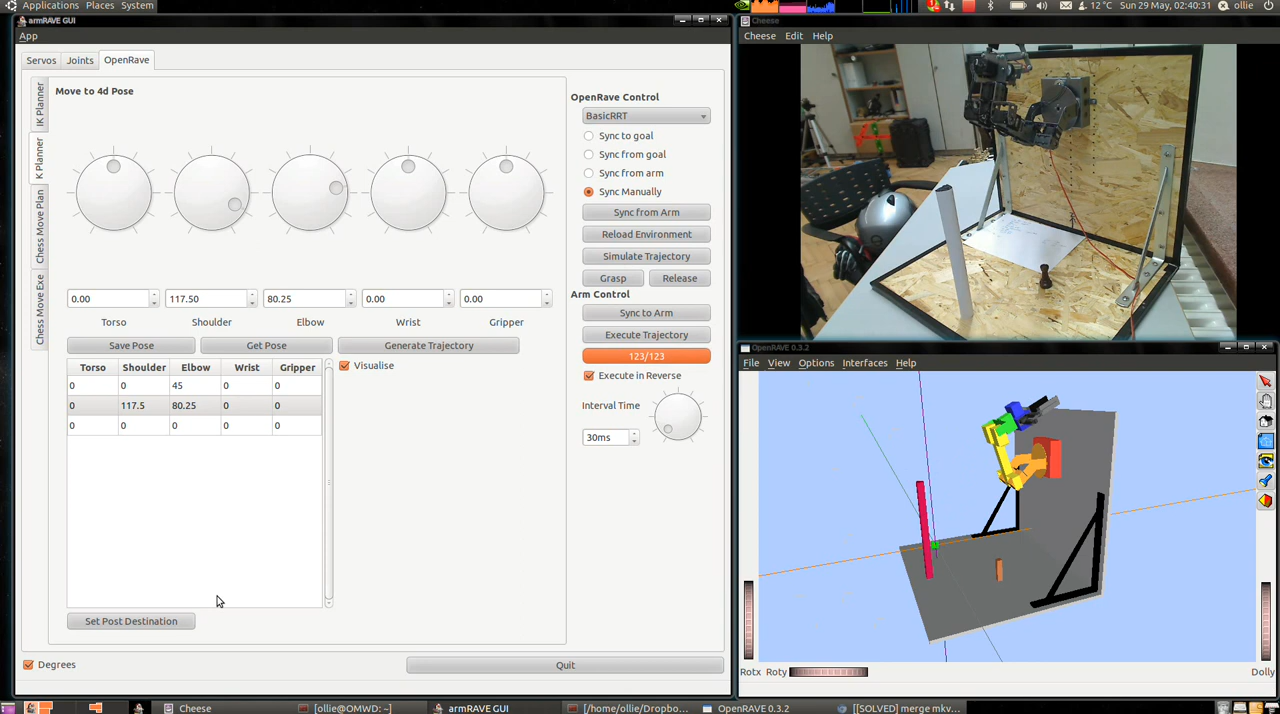 Applications Places System
12 °C Sun 29 May, 02:40:31 ollie
armRAVE GUI
App
Servos Joints OpenRave
IK Planner
K Planner
Chess Move Plan
Chess Move Exe
Move to 4d Pose
0.00 117.50 80.25 0.00 0.00
Torso Shoulder Elbow Wrist Gripper
Save Pose Get Pose Generate Trajectory
Torso Shoulder Elbow Wrist Gripper
0 0 45 0 0
0 117.5 80.25 0 0
0 0 0 0 0
Visualise
Set Post Destination
OpenRave Control
BasicRRT
Sync to goal
Sync from goal
Sync from arm
Sync Manually
Sync from Arm
Reload Environment
Simulate Trajectory
Grasp Release
Arm Control
Sync to Arm
Execute Trajectory
123/123
Execute in Reverse
Interval Time
30ms
Degrees
Quit
Cheese
Cheese Edit Help
OpenRAVE 0.3.2
File View Options Interfaces Help
Rotx Roty Dolly
Cheese [ollie@OMWD: ~] armRAVE GUI [/home/ollie/Dropbo... OpenRAVE 0.3.2 [[SOLVED] merge mkv...